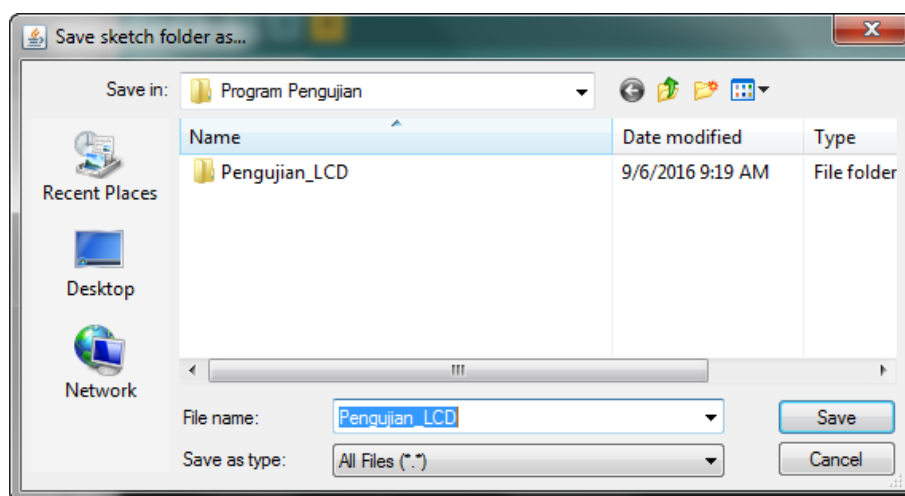 Save sketch folder as...
Save in: Program Pengujian
Name Date modified Type
Pengujian_LCD 9/6/2016 9:19 AM File folder
Recent Places
Desktop
Network
File name: Pengujian_LCD Save
Save as type: All Files (*.*) Cancel